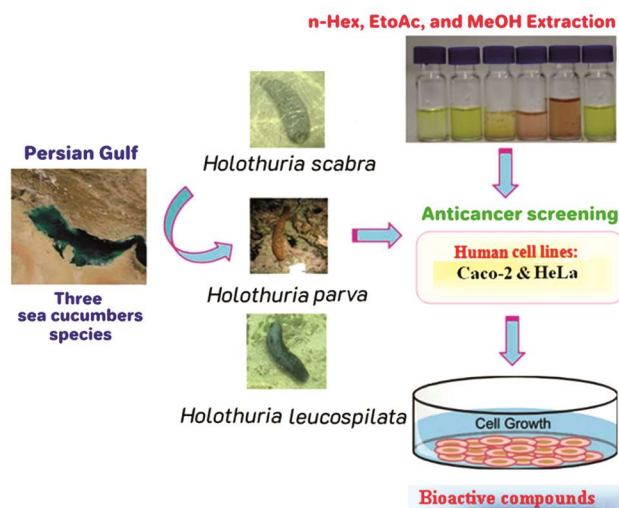 n-Hex, EtoAc, and MeOH Extraction
Persian Gulf
Three
sea cucumbers
species
Holothuria scabra
Holothuria parva
Holothuria leucospilata
Anticancer screening
Human cell lines:
Caco-2 & HeLa
Cell Growth
Bioactive compounds